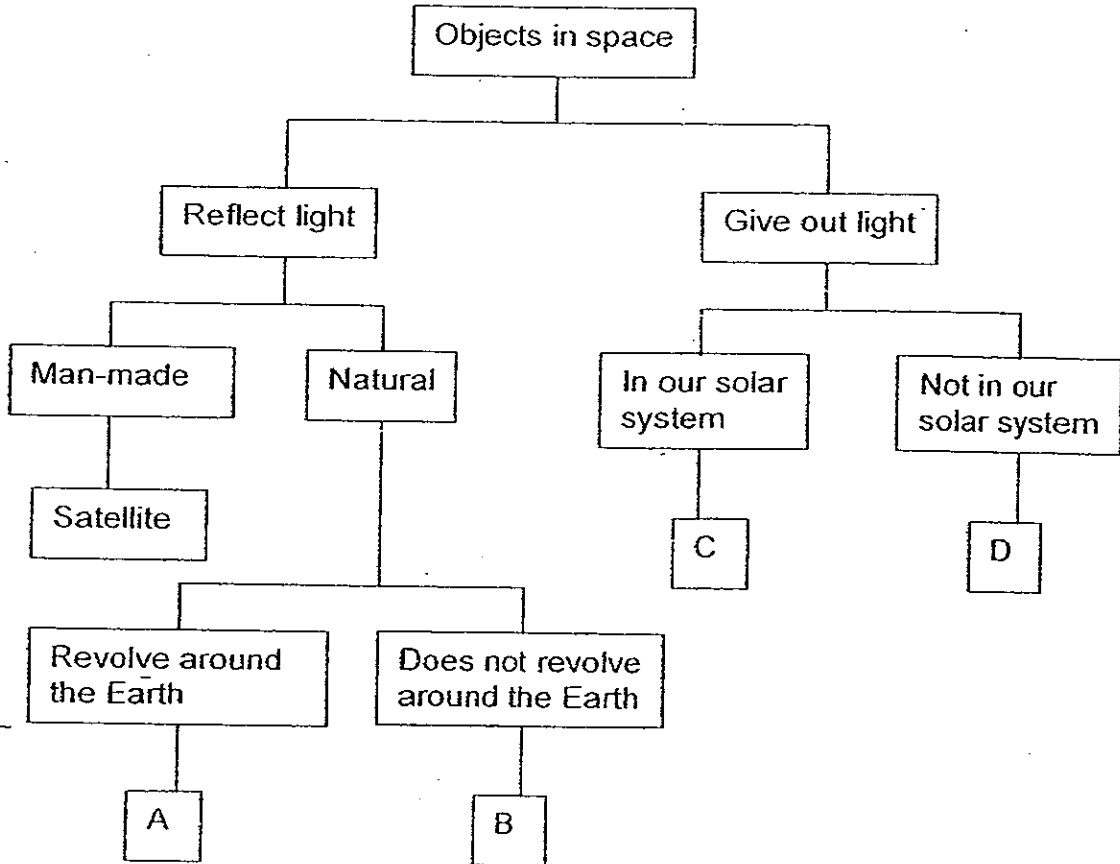 Objects in space
Reflect light
Give out light
Man-made
Natural
In our solar
system
Not in our
solar system
Satellite
C
D
Revolve around
the Earth
Does not revolve
around the Earth
A
B